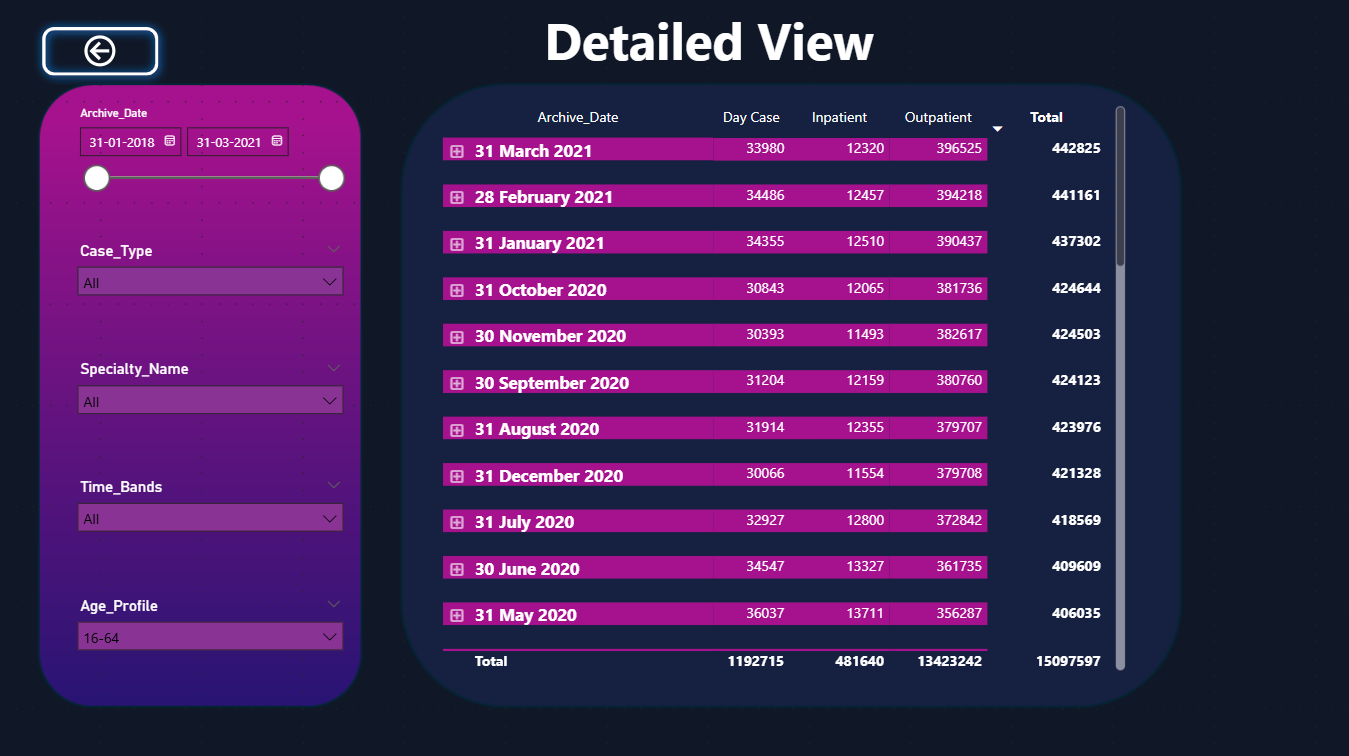 Detailed View
Archive_Date
31-01-2018 31-03-2021
Case_Type
All
Specialty_Name
All
Time_Bands
All
Age_Profile
16-64
Archive_Date Day Case Inpatient Outpatient Total
31 March 2021 33980 12320 396525 442825
28 February 2021 34486 12457 394218 441161
31 January 2021 34355 12510 390437 437302
31 October 2020 30843 12065 381736 424644
30 November 2020 30393 11493 382617 424503
30 September 2020 31204 12159 380760 424123
31 August 2020 31914 12355 379707 423976
31 December 2020 30066 11554 379708 421328
31 July 2020 32927 12800 372842 418569
30 June 2020 34547 13327 361735 409609
31 May 2020 36037 13711 356287 406035
Total 1192715 481640 13423242 15097597